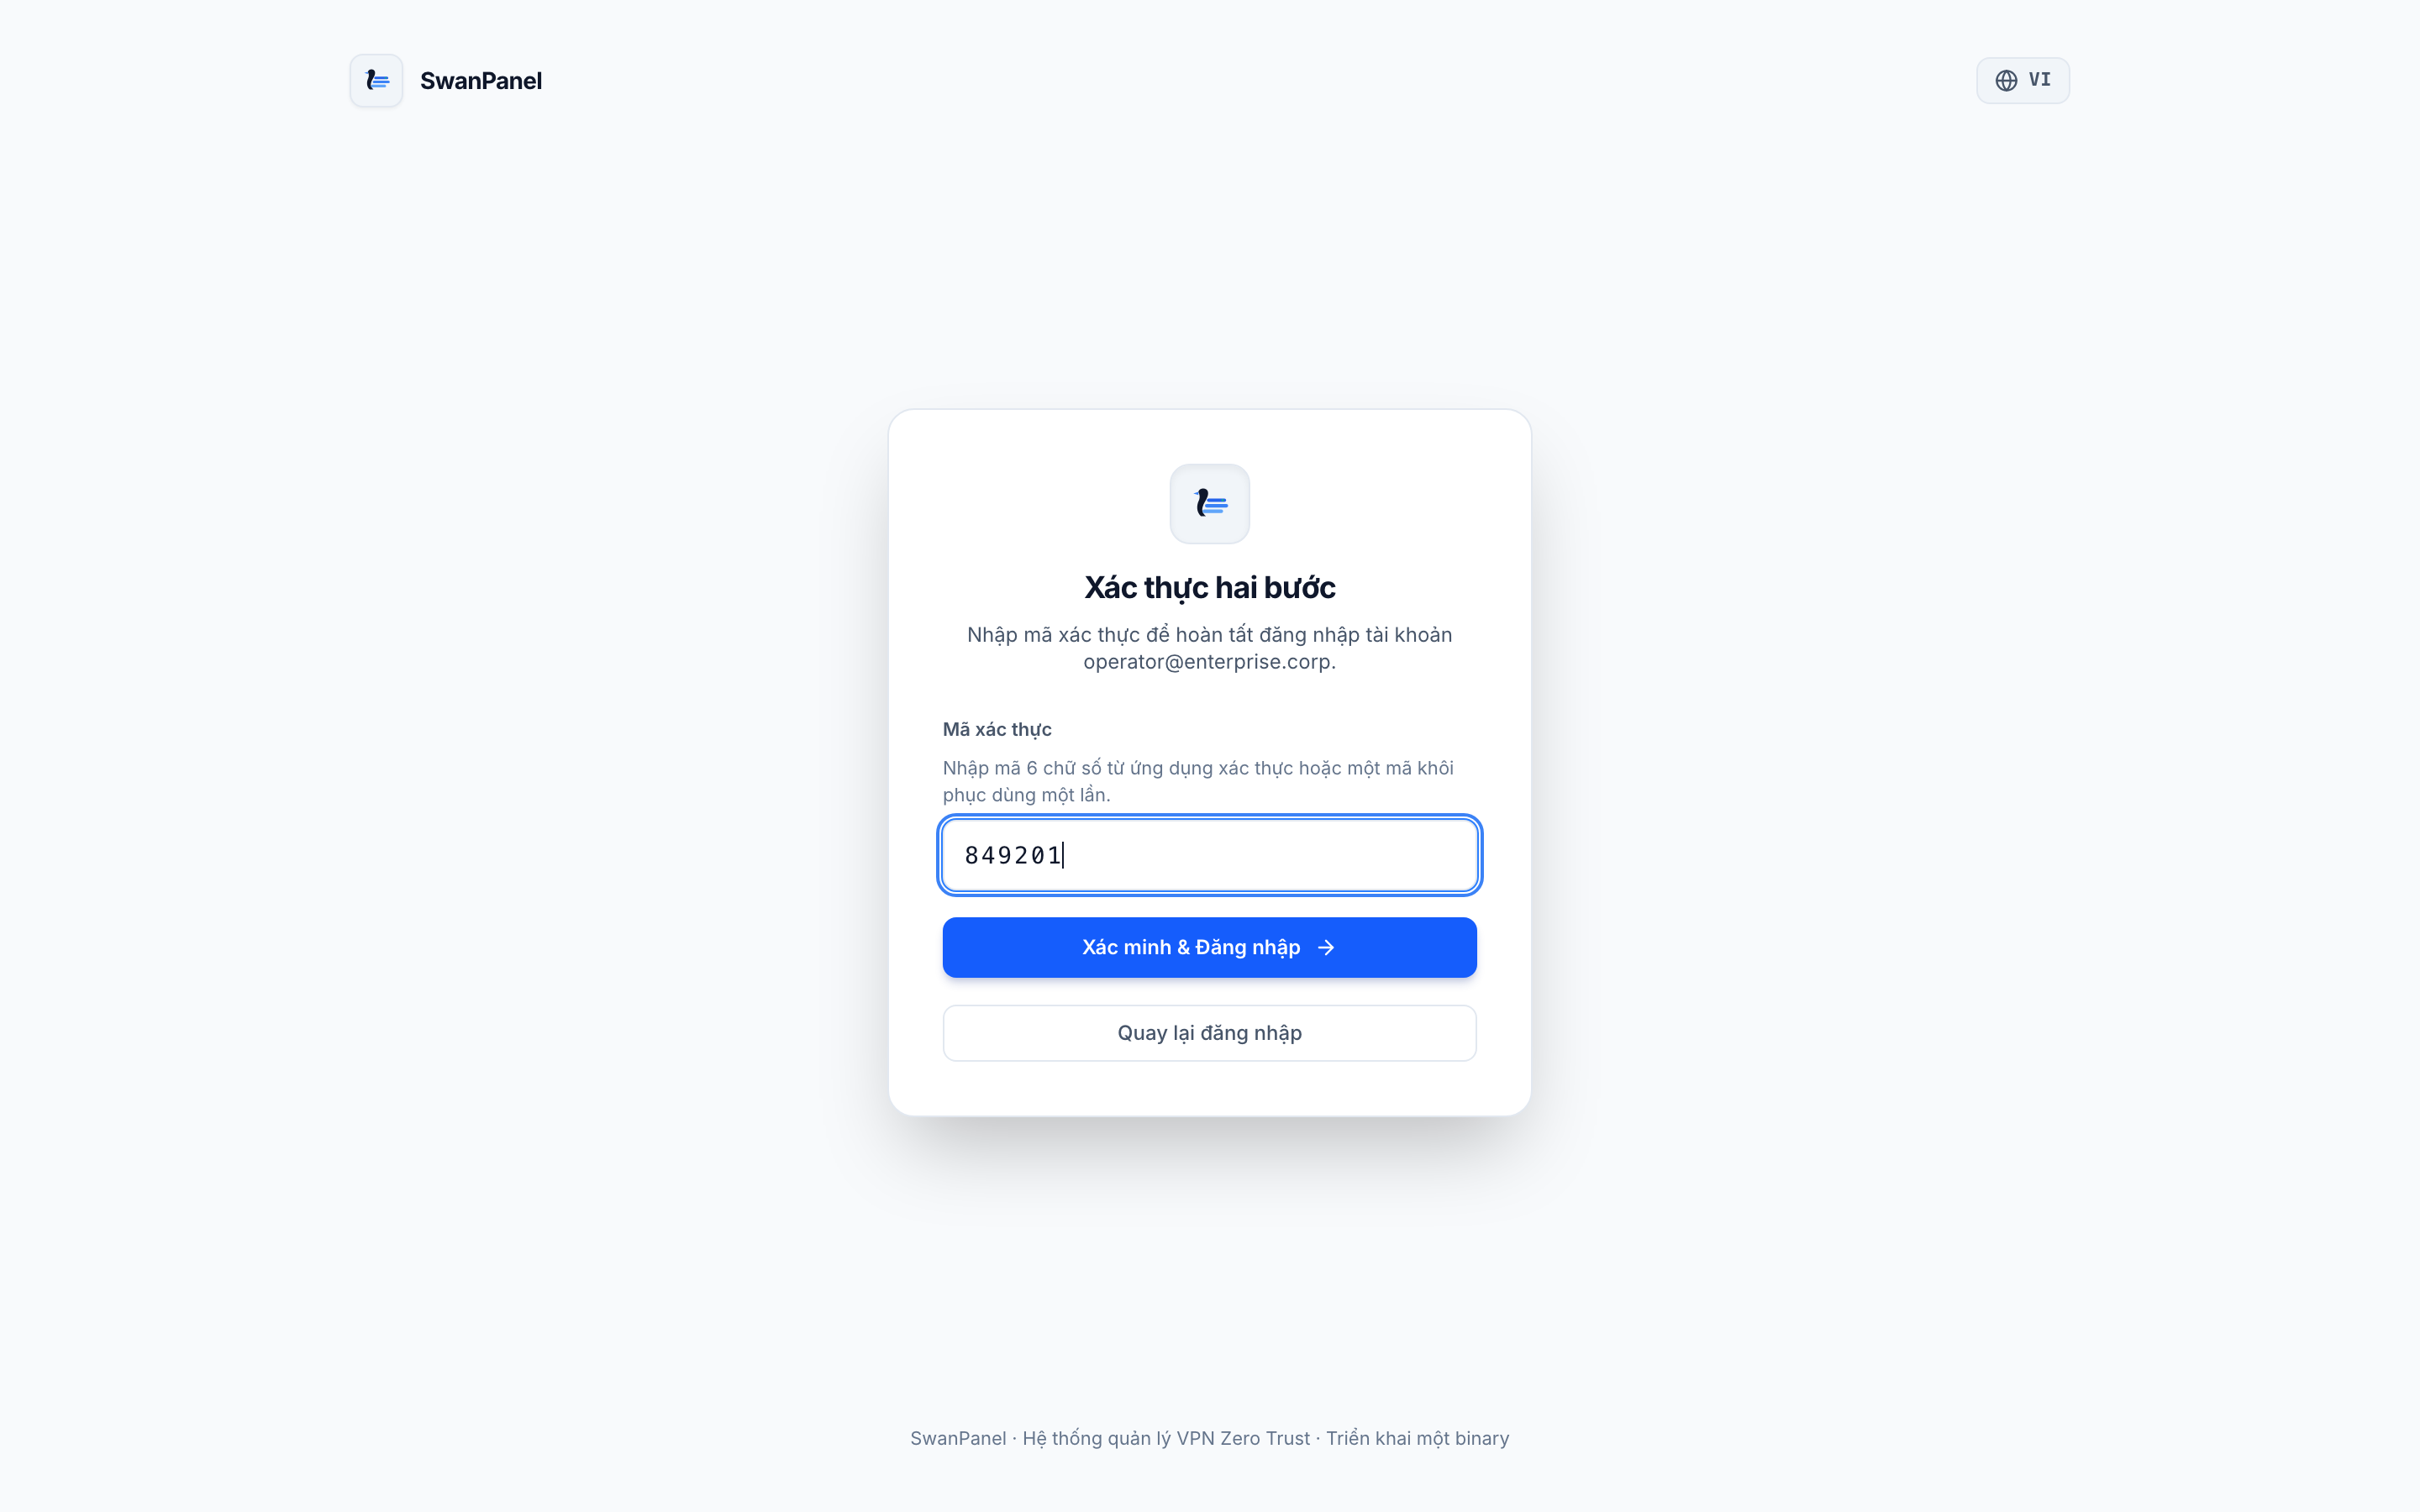 SwanPanel
VI
Xác thực hai bước
Nhập mã xác thực để hoàn tất đăng nhập tài khoản
operator@enterprise.corp.
Mã xác thực
Nhập mã 6 chữ số từ ứng dụng xác thực hoặc một mã khôi
phục dùng một lần.
849201
Xác minh & Đăng nhập
Quay lại đăng nhập
SwanPanel · Hệ thống quản lý VPN Zero Trust · Triển khai một binary